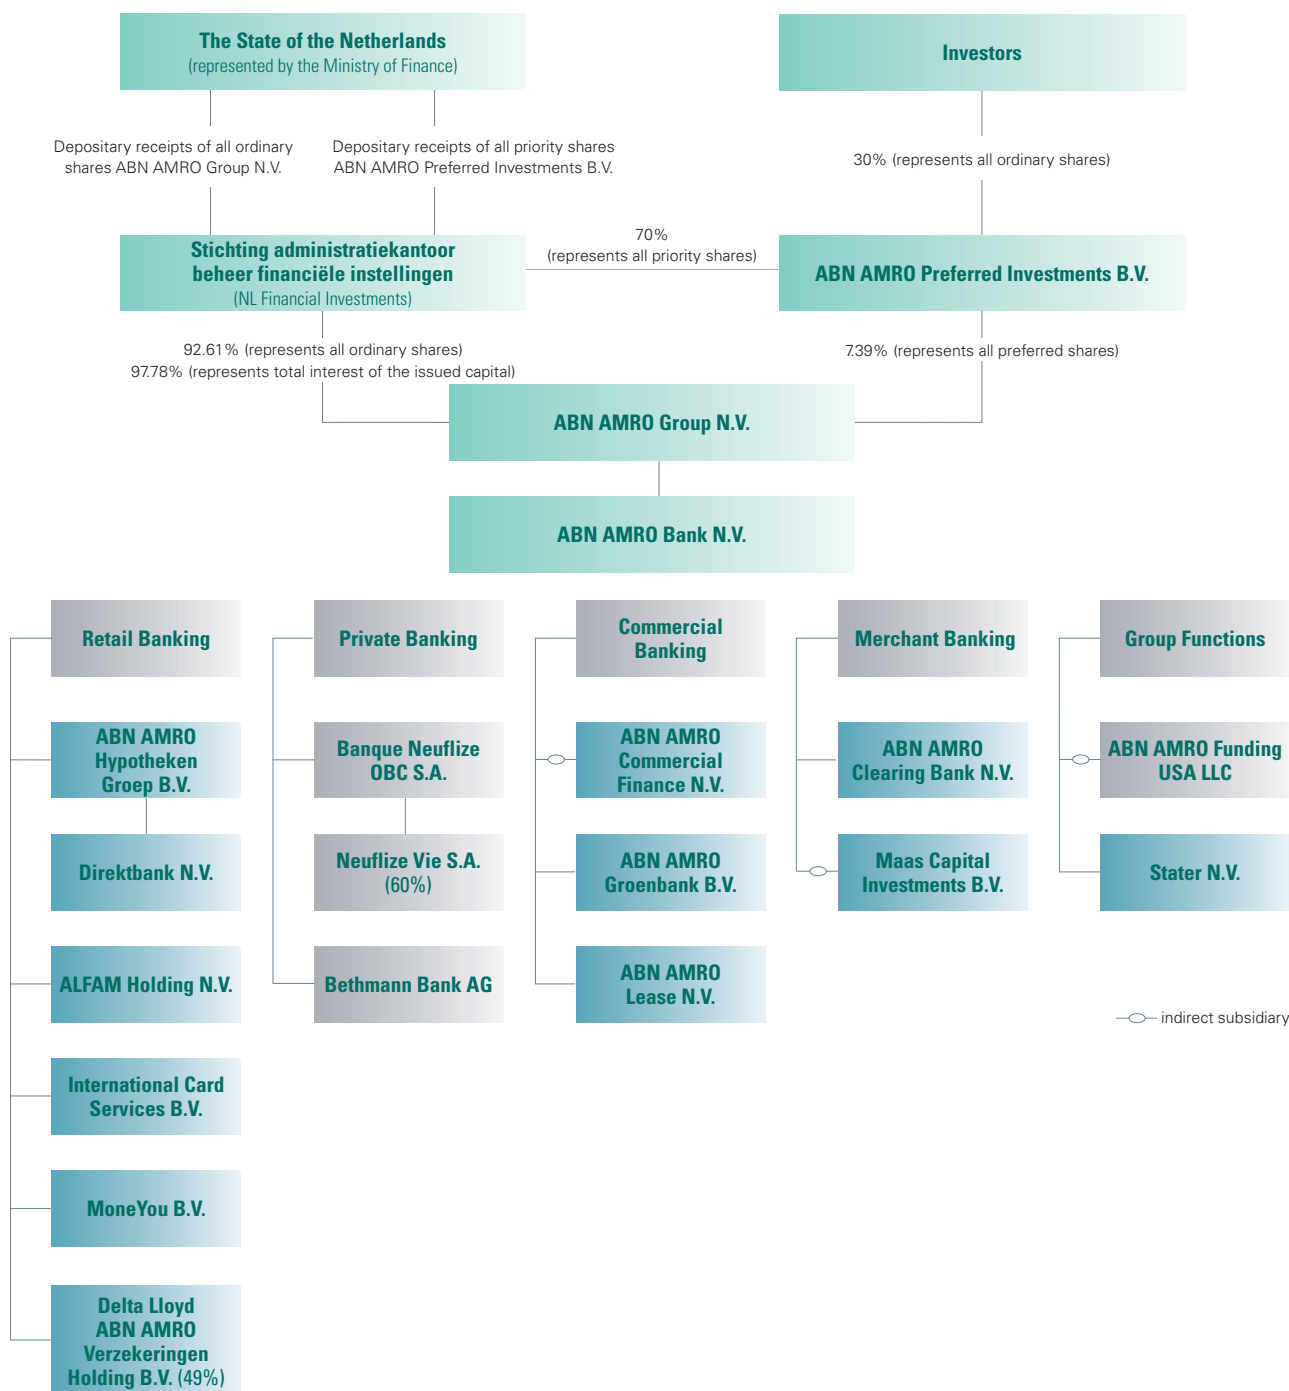 The State of the Netherlands
(represented by the Ministry of Finance)
Investors
Depositary receipts of all ordinary
shares ABN AMRO Group N.V.
Depositary receipts of all priority shares
ABN AMRO Preferred Investments B.V.
30% (represents all ordinary shares)
Stichting administratiekantoor
beheer financiële instellingen
(NL Financial Investments)
70%
(represents all priority shares)
ABN AMRO Preferred Investments B.V.
92.61% (represents all ordinary shares)
97.78% (represents total interest of the issued capital)
7.39% (represents all preferred shares)
ABN AMRO Group N.V.
ABN AMRO Bank N.V.
Retail Banking
Private Banking
Commercial
Banking
Merchant Banking
Group Functions
ABN AMRO
Hypotheken
Groep B.V.
Banque Neuflize
OBC S.A.
ABN AMRO
Commercial
Finance N.V.
ABN AMRO
Clearing Bank N.V.
ABN AMRO Funding
USA LLC
Direktbank N.V.
Neuflize Vie S.A.
(60%)
ABN AMRO
Groenbank B.V.
Maas Capital
Investments B.V.
Stater N.V.
ALFAM Holding N.V.
Bethmann Bank AG
ABN AMRO
Lease N.V.
indirect subsidiary
International Card
Services B.V.
MoneYou B.V.
Delta Lloyd
ABN AMRO
Verzekeringen
Holding B.V. (49%)